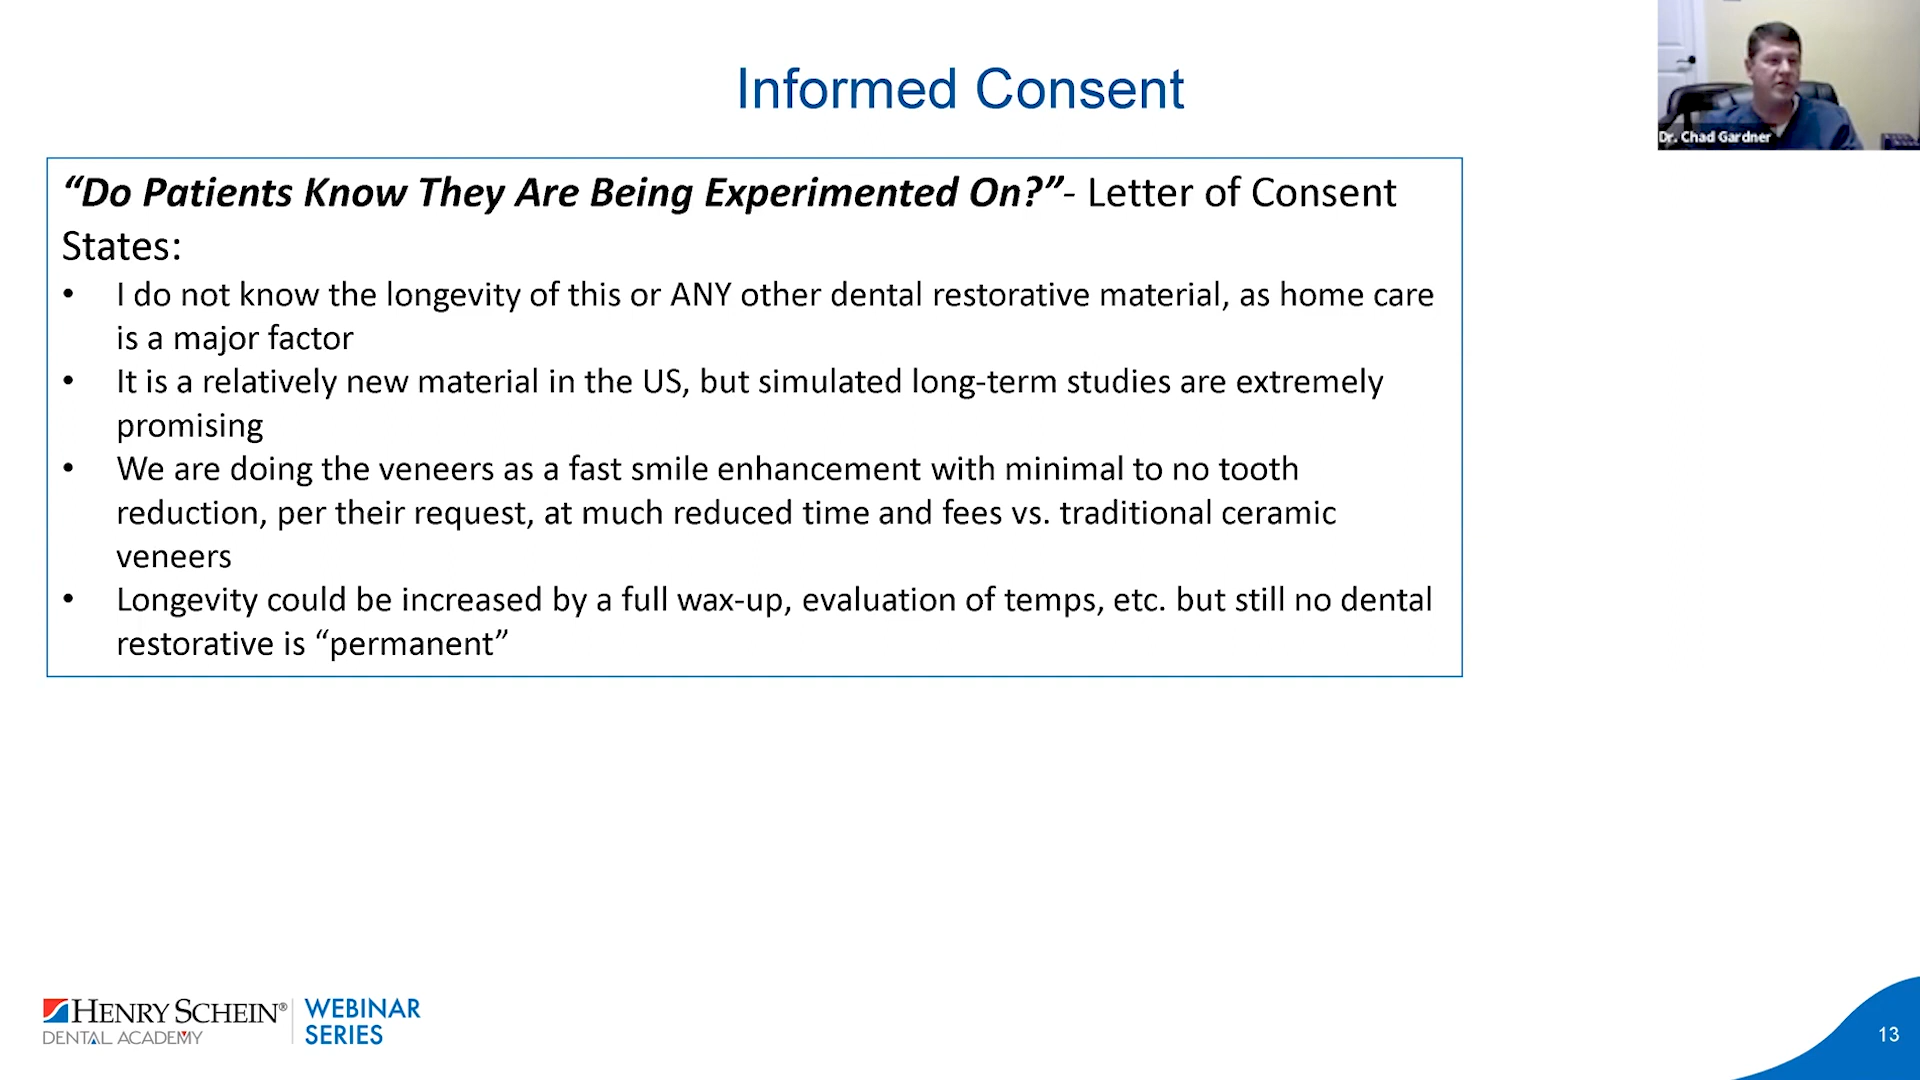 Informed Consent
Dr. Chad Gardner
“Do Patients Know They Are Being Experimented On?”- Letter of Consent
States:
• I do not know the longevity of this or ANY other dental restorative material, as home care
is a major factor
• It is a relatively new material in the US, but simulated long-term studies are extremely
promising
• We are doing the veneers as a fast smile enhancement with minimal to no tooth
reduction, per their request, at much reduced time and fees vs. traditional ceramic
veneers
• Longevity could be increased by a full wax-up, evaluation of temps, etc. but still no dental
restorative is “permanent”
HENRY SCHEIN®
DENTAL ACADEMY
WEBINAR
SERIES
13